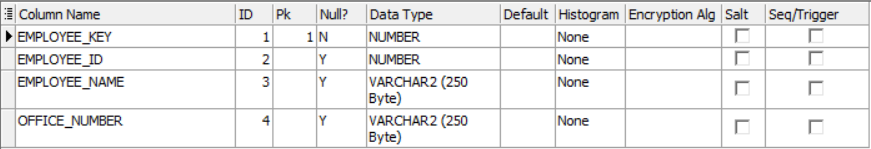 Column Name ID Pk Null? Data Type Default Histogram Encryption Alg Salt Seq/Trigger
EMPLOYEE_KEY 1 1 N NUMBER None
EMPLOYEE_ID 2 Y NUMBER None
EMPLOYEE_NAME 3 Y VARCHAR2 (250 None
Byte)
OFFICE_NUMBER 4 Y VARCHAR2 (250 None
Byte)